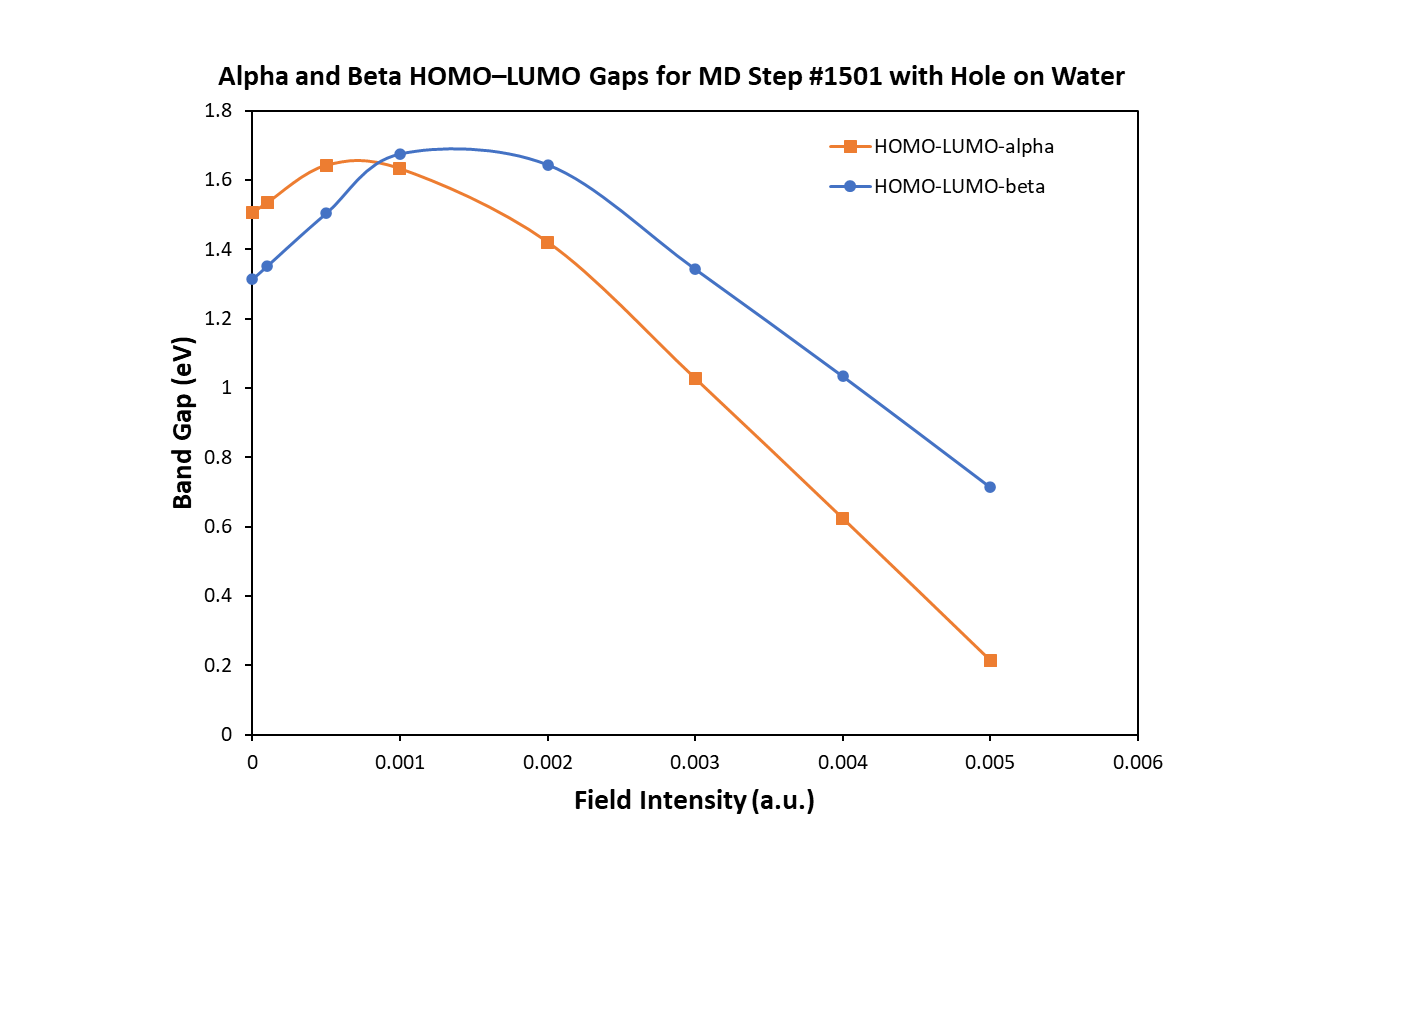 Alpha and Beta HOMO–LUMO Gaps for MD Step #1501 with Hole on Water
1.8
1.6
1.4
1.2
1
0.8
0.6
0.4
0.2
0
Band Gap (eV)
HOMO-LUMO-alpha
HOMO-LUMO-beta
0 0.001 0.002 0.003 0.004 0.005 0.006
Field Intensity (a.u.)